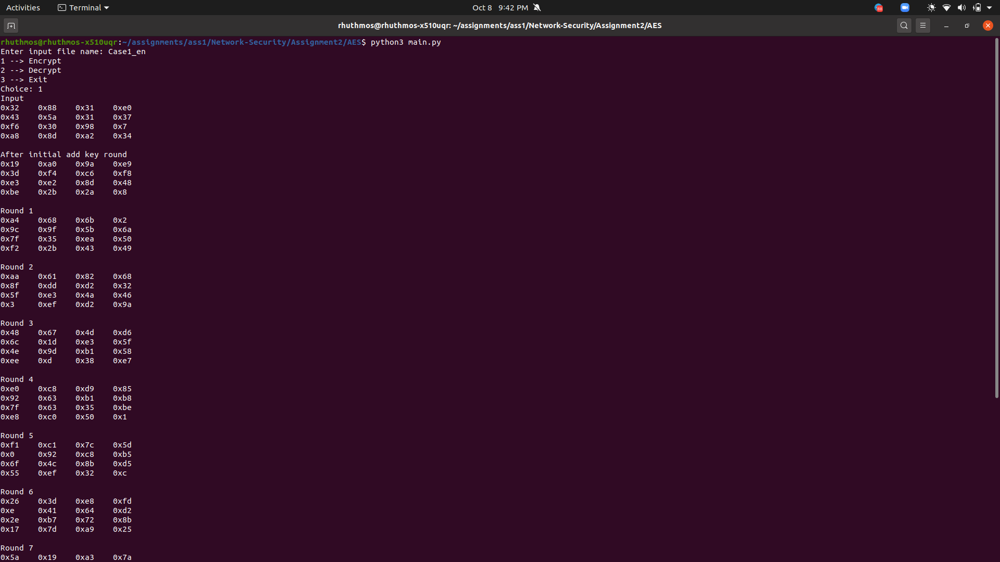 Activities Terminal Oct 8 9:42 PM
rhuthmos@rhuthmos-x510uqr: ~/assignments/ass1/Network-Security/Assignment2/AES
rhuthmos@rhuthmos-x510uqr:~/assignments/ass1/Network-Security/Assignment2/AES$ python3 main.py
Enter input file name: Case1_en
1 --> Encrypt
2 --> Decrypt
3 --> Exit
Choice: 1
Input
0x32 0x88 0x31 0xe0
0x43 0x5a 0x31 0x37
0xf6 0x30 0x98 0x7
0xa8 0x8d 0xa2 0x34
After initial add key round
0x19 0xa0 0x9a 0xe9
0x3d 0xf4 0xc6 0xf8
0xe3 0xe2 0x8d 0x48
0xbe 0x2b 0x2a 0x8
Round 1
0xa4 0x68 0x6b 0x2
0x9c 0x9f 0x5b 0x6a
0x7f 0x35 0xea 0x50
0xf2 0x2b 0x43 0x49
Round 2
0xaa 0x61 0x82 0x68
0x8f 0xdd 0xd2 0x32
0x5f 0xe3 0x4a 0x46
0x3 0xef 0xd2 0x9a
Round 3
0x48 0x67 0x4d 0xd6
0x6c 0x1d 0xe3 0x5f
0x4e 0x9d 0xb1 0x58
0xee 0xd 0x38 0xe7
Round 4
0xe0 0xc8 0xd9 0x85
0x92 0x63 0xb1 0xb8
0x7f 0x63 0x35 0xbe
0xe8 0xc0 0x50 0x1
Round 5
0xf1 0xc1 0x7c 0x5d
0x0 0x92 0xc8 0xb5
0x6f 0x4c 0x8b 0xd5
0x55 0xef 0x32 0xc
Round 6
0x26 0x3d 0xe8 0xfd
0xe 0x41 0x64 0xd2
0x2e 0xb7 0x72 0x8b
0x17 0x7d 0xa9 0x25
Round 7
0x5a 0x19 0xa3 0x7a